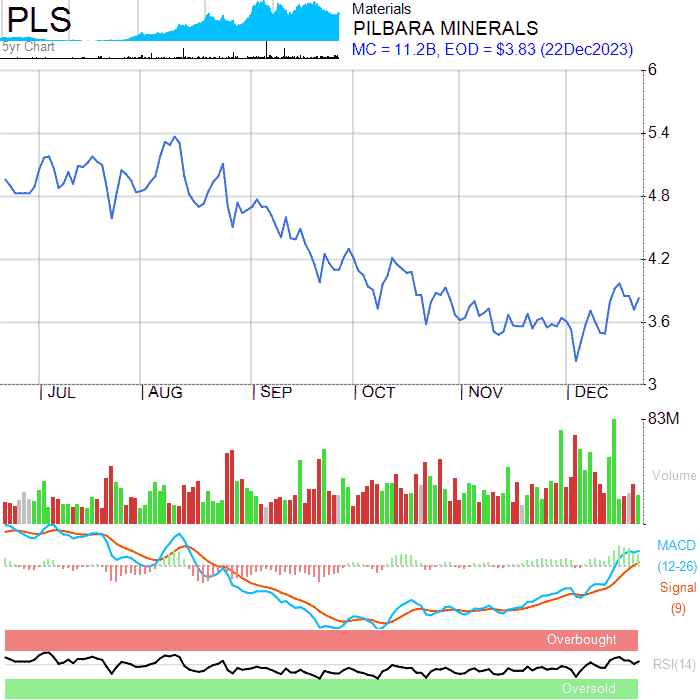 PLS
5yr Chart
Materials
PILBARA MINERALS
MC = 11.2B, EOD = $3.83 (22Dec2023)
6
5.4
4.8
4.2
3.6
3
JUL AUG SEP OCT NOV DEC
83M
Volume
MACD
(12-26)
Signal
(9)
Overbought
RSI(14)
Oversold